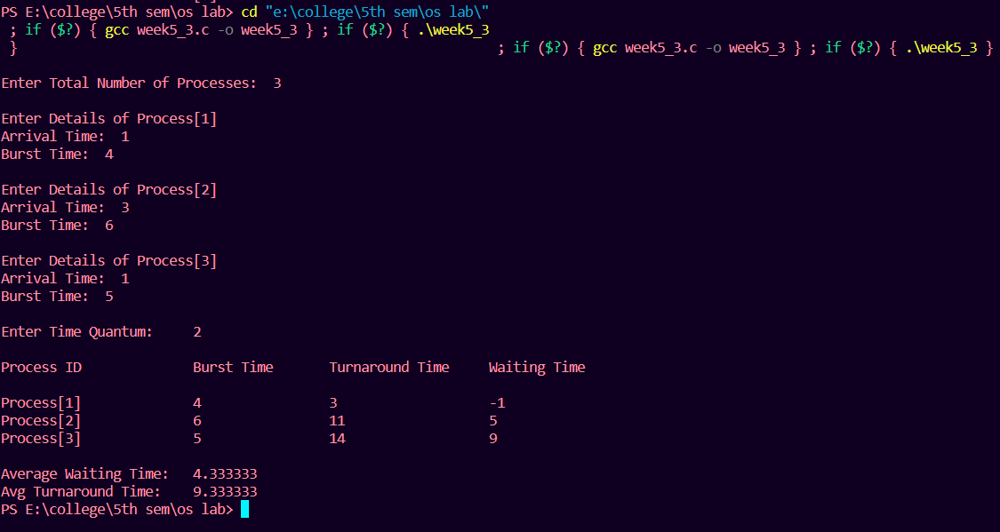 PS E:\college\5th sem\os lab> cd "e:\college\5th sem\os lab\"
; if ($?) { gcc week5_3.c -o week5_3 } ; if ($?) { .\week5_3
} ; if ($?) { gcc week5_3.c -o week5_3 } ; if ($?) { .\week5_3 }
Enter Total Number of Processes: 3
Enter Details of Process[1]
Arrival Time: 1
Burst Time: 4
Enter Details of Process[2]
Arrival Time: 3
Burst Time: 6
Enter Details of Process[3]
Arrival Time: 1
Burst Time: 5
Enter Time Quantum: 2
Process ID Burst Time Turnaround Time Waiting Time
Process[1] 4 3 -1
Process[2] 6 11 5
Process[3] 5 14 9
Average Waiting Time: 4.333333
Avg Turnaround Time: 9.333333
PS E:\college\5th sem\os lab>